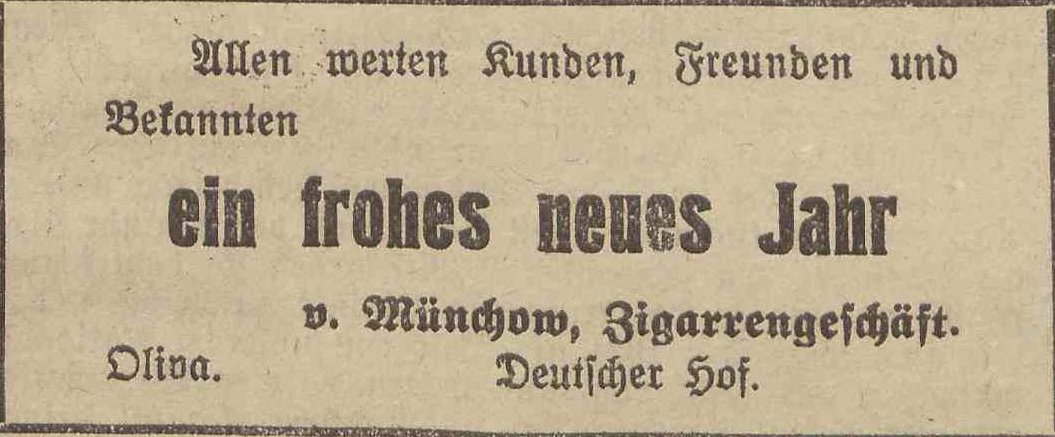 Allen werten Kunden, Freunden und
Bekannten
ein frohes neues Jahr
v. Münchow, Zigarrengeschäft.
Oliva. Deutscher Hof.